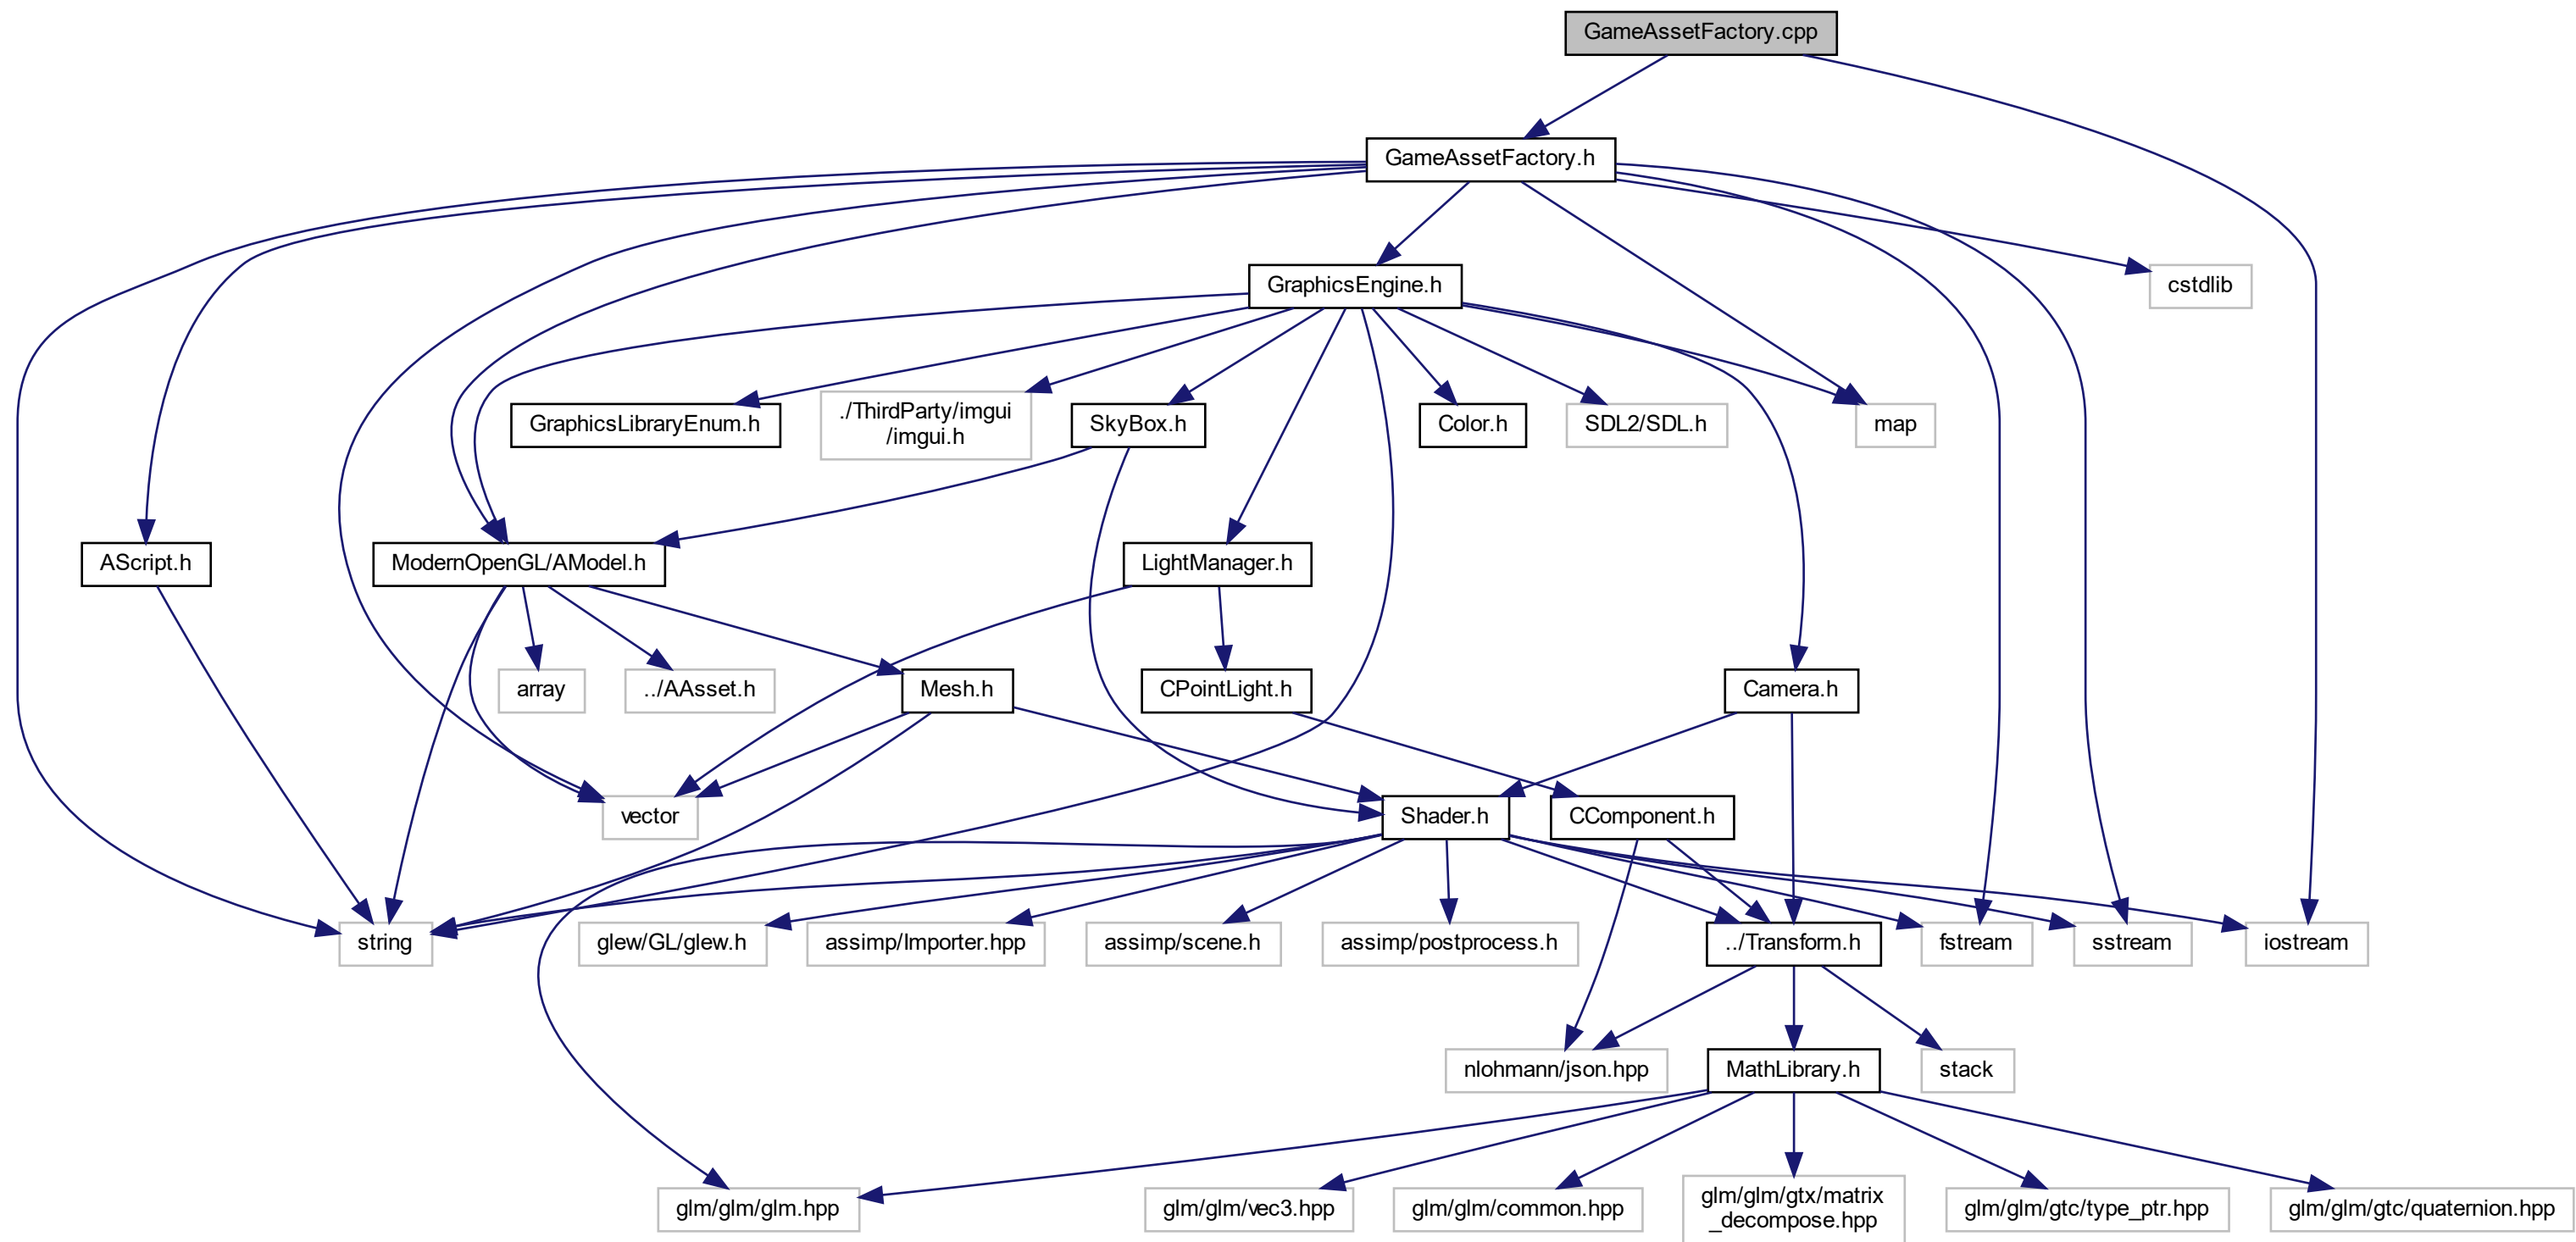 GameAssetFactory.cpp
GameAssetFactory.h
GraphicsEngine.h
cstdlib
GraphicsLibraryEnum.h
./ThirdParty/imgui
/imgui.h
SkyBox.h
Color.h
SDL2/SDL.h
map
AScript.h
ModernOpenGL/AModel.h
LightManager.h
array
../AAsset.h
Mesh.h
CPointLight.h
Camera.h
vector
Shader.h
CComponent.h
string
glew/GL/glew.h
assimp/Importer.hpp
assimp/scene.h
assimp/postprocess.h
../Transform.h
fstream
sstream
iostream
nlohmann/json.hpp
MathLibrary.h
stack
glm/glm/glm.hpp
glm/glm/vec3.hpp
glm/glm/common.hpp
glm/glm/gtx/matrix
_decompose.hpp
glm/glm/gtc/type_ptr.hpp
glm/glm/gtc/quaternion.hpp